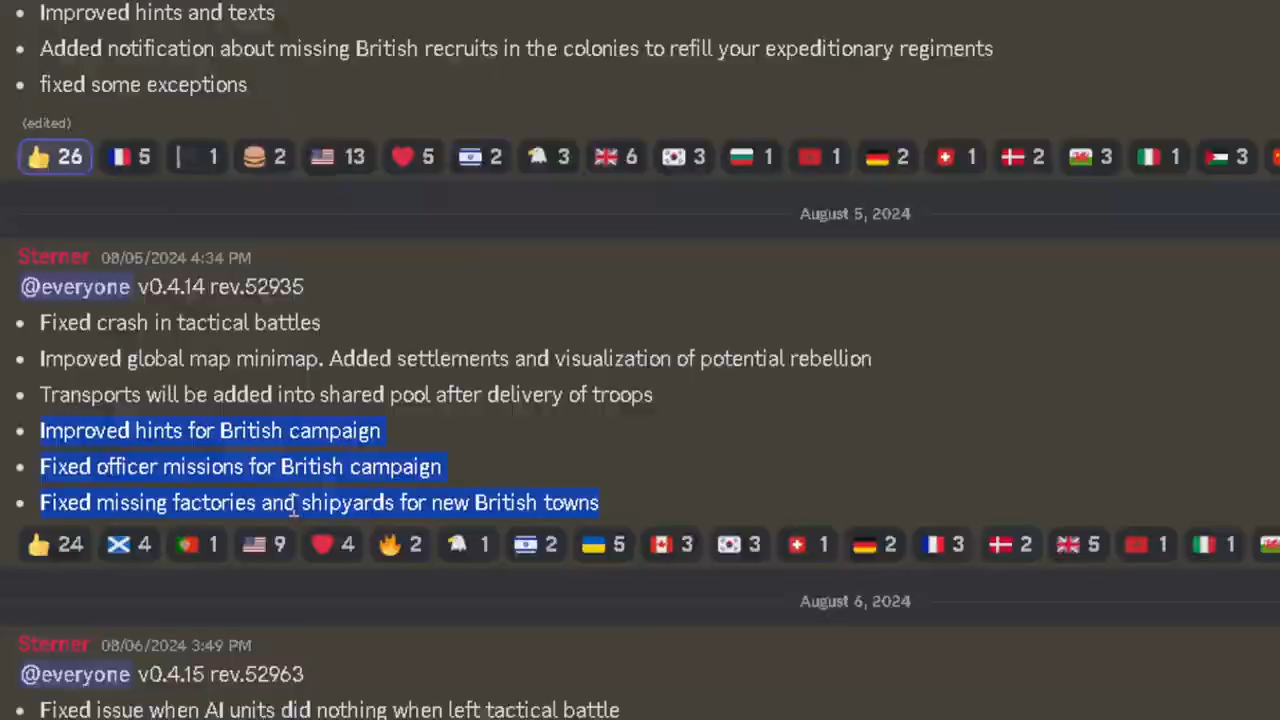 • Improved hints and texts
• Added notification about missing British recruits in the colonies to refill your expeditionary regiments
• fixed some exceptions
(edited)
26 5 1 2 13 5 2 3 6 3 1 1 2 1 2 3 1 3
August 5, 2024
Sterner 08/05/2024 4:34 PM
@everyone v0.4.14 rev.52935
• Fixed crash in tactical battles
• Impoved global map minimap. Added settlements and visualization of potential rebellion
• Transports will be added into shared pool after delivery of troops
• Improved hints for British campaign
• Fixed officer missions for British campaign
• Fixed missing factories and shipyards for new British towns
24 4 1 9 4 2 1 2 5 3 3 1 2 3 2 5 1 1
August 6, 2024
Sterner 08/06/2024 3:49 PM
@everyone v0.4.15 rev.52963
• Fixed issue when AI units did nothing when left tactical battle